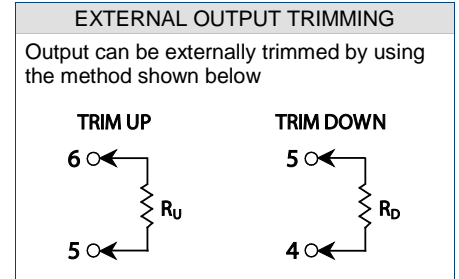 EXTERNAL OUTPUT TRIMMING
Output can be externally trimmed by using
the method shown below
TRIM UP
TRIM DOWN
6
5
RU
RD
5
4